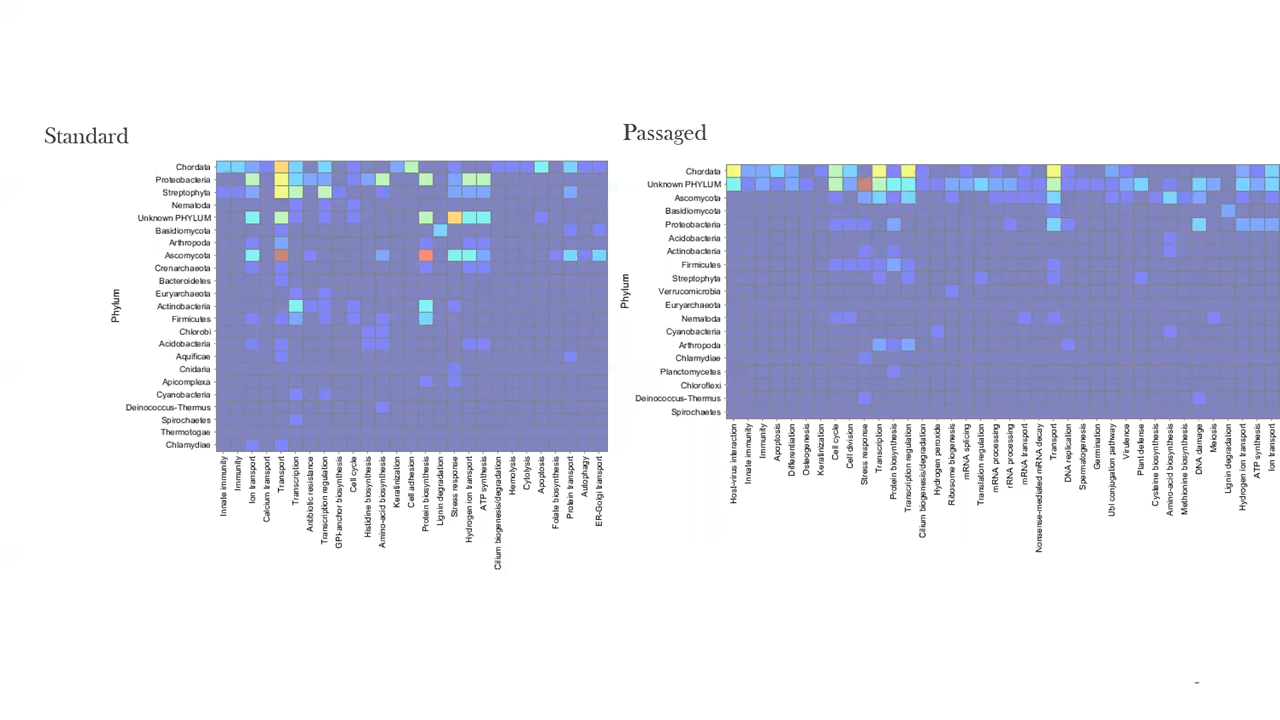 Standard
Phylum
Chordata
Proteobacteria
Streptophyta
Nematoda
Unknown PHYLUM
Basidiomycota
Arthropoda
Ascomycota
Crenarchaeota
Bacteroidetes
Euryarchaeota
Actinobacteria
Firmicutes
Chlorobi
Acidobacteria
Aquificae
Cnidaria
Apicomplexa
Cyanobacteria
Deinococcus-Thermus
Spirochaetes
Thermotogae
Chlamydiae
Innate immunity
Immunity
Ion transport
Calcium transport
Transport
Transcription
Antibiotic resistance
Transcription regulation
GPI-anchor biosynthesis
Cell cycle
Histidine biosynthesis
Amino-acid biosynthesis
Keratinization
Cell adhesion
Protein biosynthesis
Lignin degradation
Stress response
Hydrogen ion transport
ATP synthesis
Cilium biogenesis/degradation
Hemolysis
Cytolysis
Apoptosis
Folate biosynthesis
Protein transport
Autophagy
ER-Golgi transport
Passaged
Phylum
Chordata
Unknown PHYLUM
Ascomycota
Basidiomycota
Proteobacteria
Acidobacteria
Actinobacteria
Firmicutes
Streptophyta
Verrucomicrobia
Euryarchaeota
Nematoda
Cyanobacteria
Arthropoda
Chlamydiae
Planctomycetes
Chloroflexi
Deinococcus-Thermus
Spirochaetes
Host-virus interaction
Innate immunity
Immunity
Apoptosis
Differentiation
Osteogenesis
Keratinization
Cell cycle
Cell division
Stress response
Transcription
Protein biosynthesis
Transcription regulation
Cilium biogenesis/degradation
Hydrogen peroxide
Ribosome biogenesis
mRNA splicing
Translation regulation
mRNA processing
rRNA processing
mRNA transport
Nonsense-mediated mRNA decay
Transport
DNA replication
Spermatogenesis
Germination
Ubl conjugation pathway
Virulence
Plant defense
Cysteine biosynthesis
Amino-acid biosynthesis
Methionine biosynthesis
DNA damage
Meiosis
Lignin degradation
Hydrogen ion transport
ATP synthesis
Ion transport